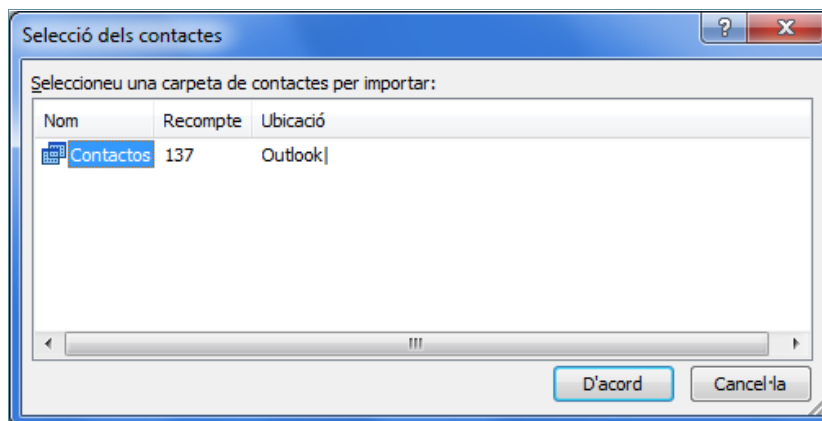 Selecció dels contactes
Seleccioneu una carpeta de contactes per importar:
Nom Recompte Ubicació
Contactos 137 Outlook
D'acord Cancel·la